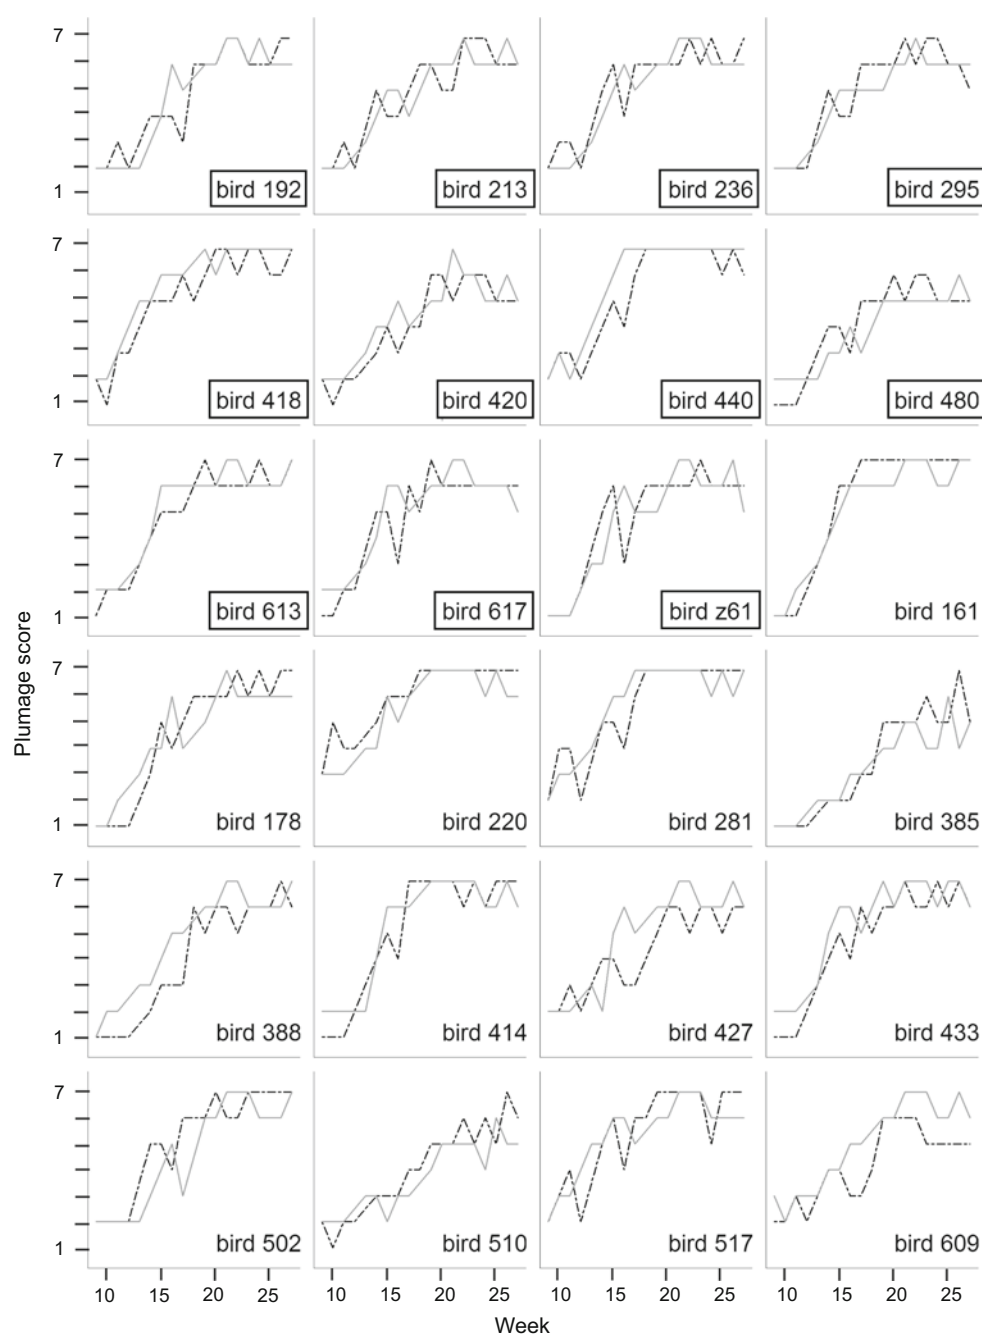 7
1
bird 192
bird 213
bird 236
bird 295
7
1
bird 418
bird 420
bird 440
bird 480
7
1
bird 613
bird 617
bird z61
bird 161
Plumage score
7
1
bird 178
bird 220
bird 281
bird 385
7
1
bird 388
bird 414
bird 427
bird 433
7
1
bird 502
bird 510
bird 517
bird 609
10 15 20 25 10 15 20 25 10 15 20 25 10 15 20 25
Week